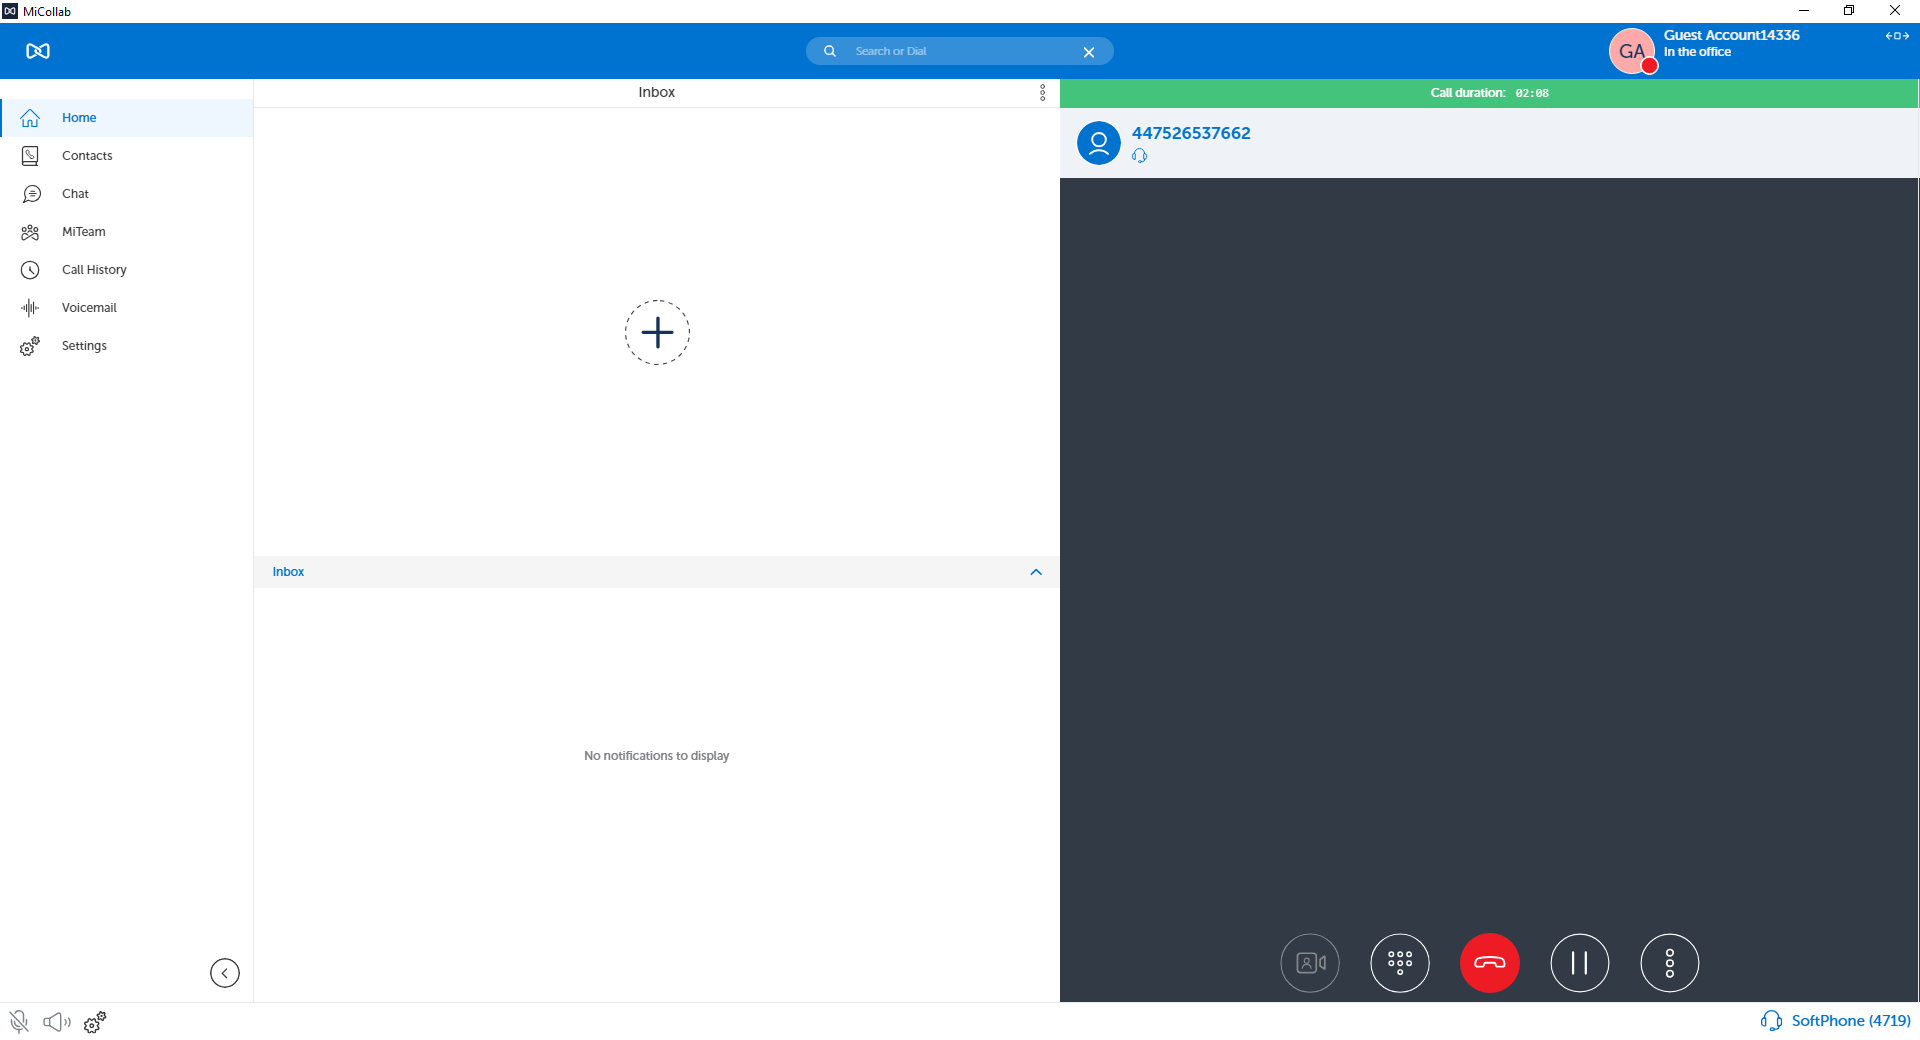 MiCollab
Search or Dial
GA
Guest Account14336
In the office
Home
Contacts
Chat
MiTeam
Call History
Voicemail
Settings
Inbox
Call duration: 02:08
447526537662
Inbox
No notifications to display
SoftPhone (4719)